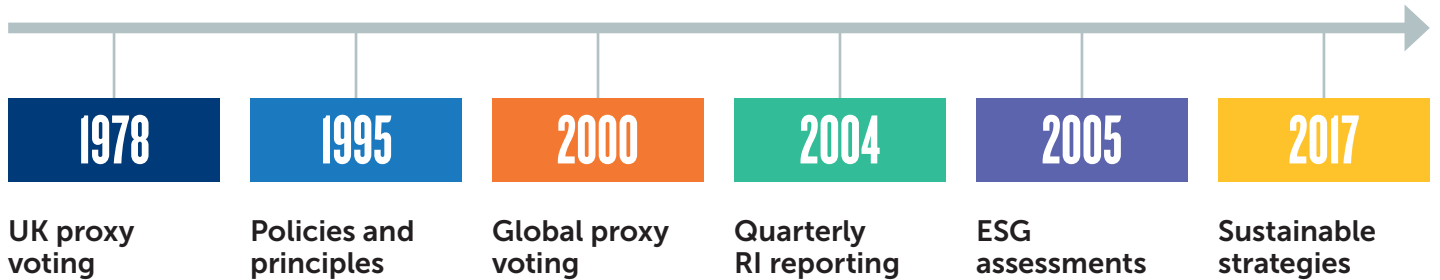 1978
1995
2000
2004
2005
2017
UK proxy
voting
Policies and
principles
Global proxy
voting
Quarterly
RI reporting
ESG
assessments
Sustainable
strategies